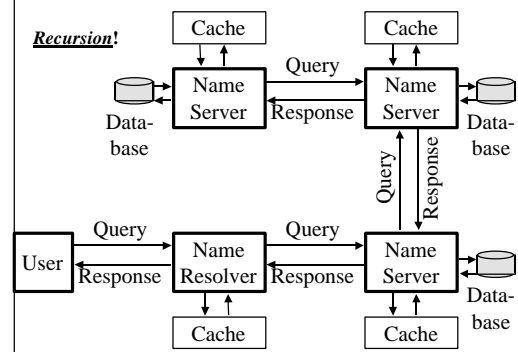 Recursion!
Cache
Cache
Query
Name
Server
Name
Server
Response
Data-
base
Data-
base
Query
Response
Query
Query
User
Name
Resolver
Name
Server
Response
Response
Data-
base
Cache
Cache